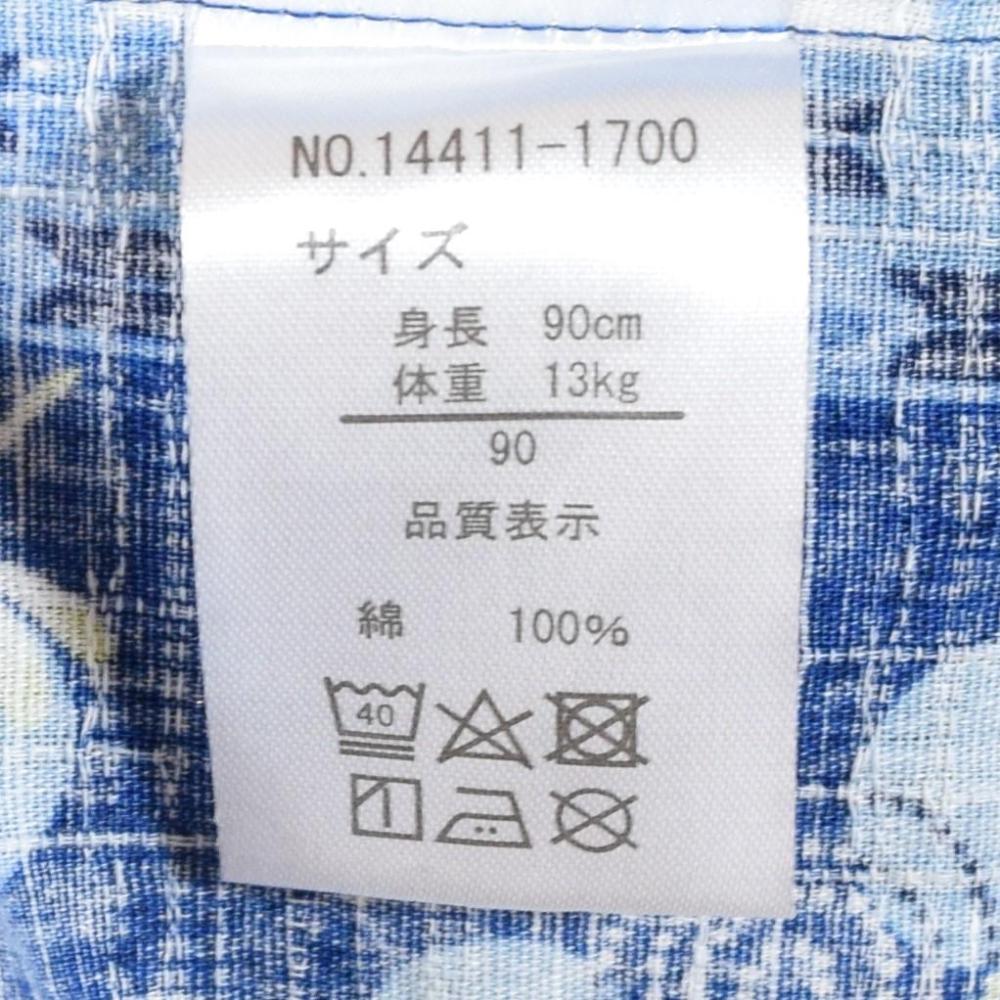 NO.14411-1700
サイズ
身長 90cm
体重 13kg
90
品質表示
綿 100%
40